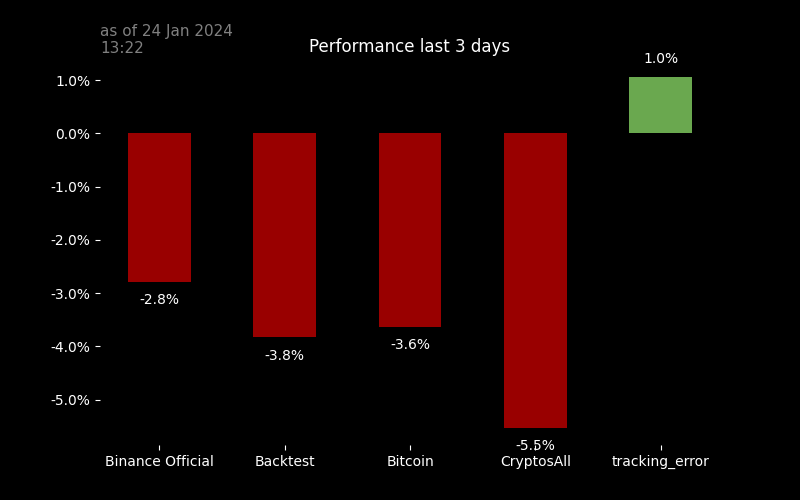 as of 24 Jan 2024
13:22
Performance last 3 days
1.0%
1.0%
0.0%
-1.0%
-2.0%
-3.0%
-4.0%
-5.0%
-2.8%
-3.8%
-3.6%
-5.5%
Binance Official
Backtest
Bitcoin
CryptosAll
tracking_error